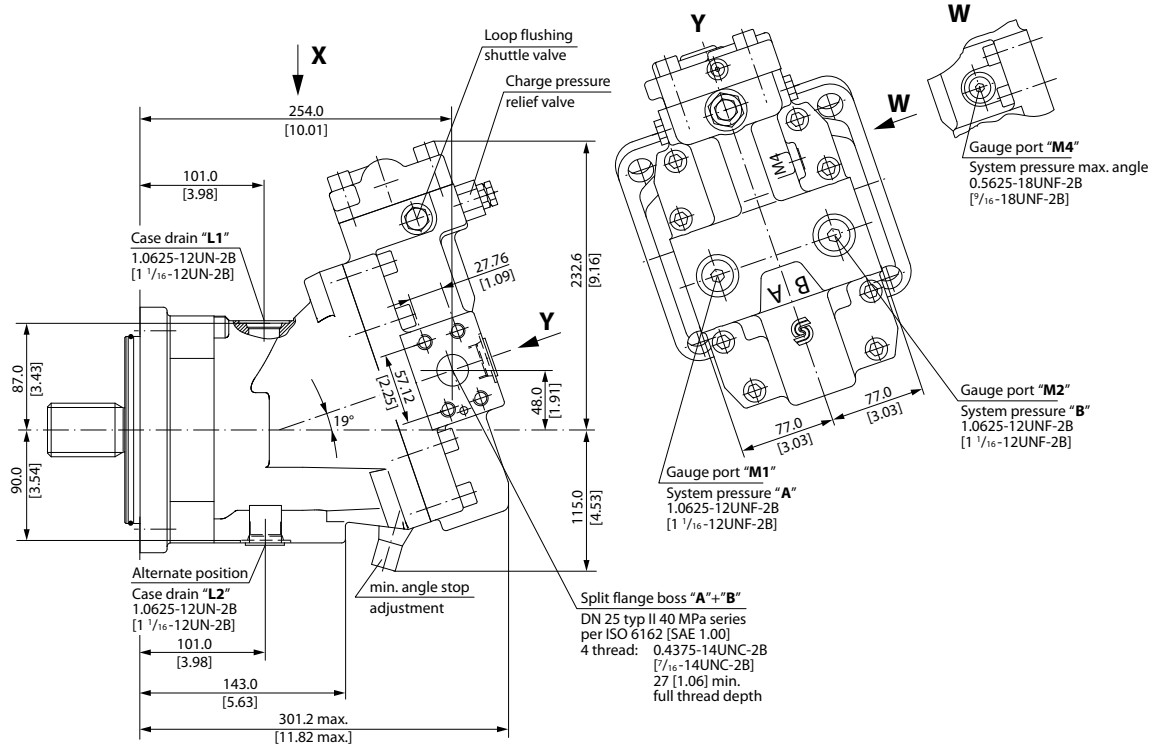 X
254.0
[10.01]
101.0
[3.98]
Loop flushing
shuttle valve
Charge pressure
relief valve
Case drain "L1"
1.0625-12UN-2B
[1 1/16-12UN-2B]
27.76
[1.09]
232.6
[9.16]
Y
87.0
[3.43]
57.12
[2.25]
48.0
[1.91]
19°
90.0
[3.54]
115.0
[4.53]
Alternate position
Case drain "L2"
1.0625-12UN-2B
[1 1/16-12UN-2B]
101.0
[3.98]
143.0
[5.63]
301.2 max.
[11.82 max.]
min. angle stop
adjustment
Split flange boss "A"+"B"
DN 25 typ II 40 MPa series
per ISO 6162 [SAE 1.00]
4 thread: 0.4375-14UNC-2B
[7/16-14UNC-2B]
27 [1.06] min.
full thread depth
Y
W
M4
B A
77.0
[3.03]
77.0
[3.03]
Gauge port "M1"
System pressure "A"
1.0625-12UNF-2B
[1 1/16-12UNF-2B]
Gauge port "M2"
System pressure "B"
1.0625-12UNF-2B
[1 1/16-12UNF-2B]
W
Gauge port "M4"
System pressure max. angle
0.5625-18UNF-2B
[9/16-18UNF-2B]